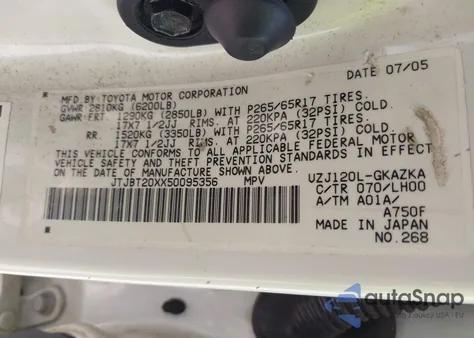 DATE 07/05
MFD BY: TOYOTA MOTOR CORPORATION
GVWR 2810KG (6200LB)
GAWR: FRT. 1290KG (2850LB) WITH P265/65R17 TIRES.
17X7 1/2JJ RIMS. AT 220KPA (32PSI) COLD.
RR. 1520KG (3350LB) WITH P265/65R17 TIRES.
17X7 1/2JJ RIMS. AT 220KPA (32PSI) COLD.
THIS VEHICLE CONFORMS TO ALL APPLICABLE FEDERAL MOTOR
VEHICLE SAFETY AND THEFT PREVENTION STANDARDS IN EFFECT
ON THE DATE OF MANUFACTURE SHOWN ABOVE.
JTJBT20XX50095356 MPV
UZJ120L-GKAZKA
C/TR 070/LH00
A/TM A01A/
A750F
MADE IN JAPAN
NO.268
autoSnap